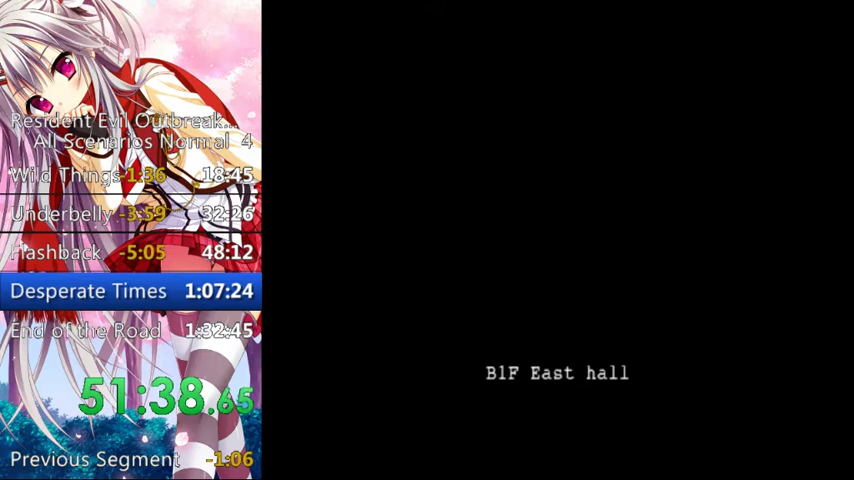 Resident Evil Outbreak...
All Scenarios Normal 4
Wild Things -1:36 18:45
Underbelly -3:59 32:26
Flashback -5:05 48:12
Desperate Times 1:07:24
End of the Road 1:32:45
51:38.65
Previous Segment -1:06
B1F East hall